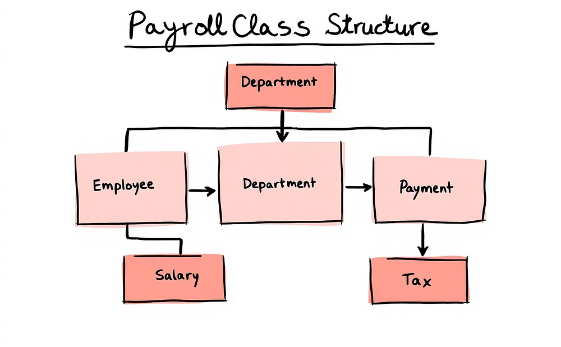 Payroll Class Structure
Department
Employee
Department
Payment
Salary
Tax